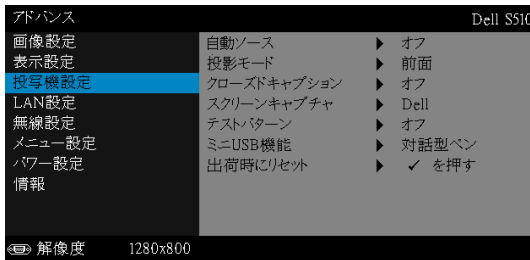 アドバンス Dell S510
画像設定
表示設定
投写機設定
LAN設定
無線設定
メニュー設定
パワー設定
情報
自動ソース ▶ オフ
投影モード ▶ 前面
クローズドキャプション ▶ オフ
スクリーンキャプチャ ▶ Dell
テストパターン ▶ オフ
ミニUSB機能 ▶ 対話型ペン
出荷時にリセット ▶ ✓ を押す
解像度 1280x800